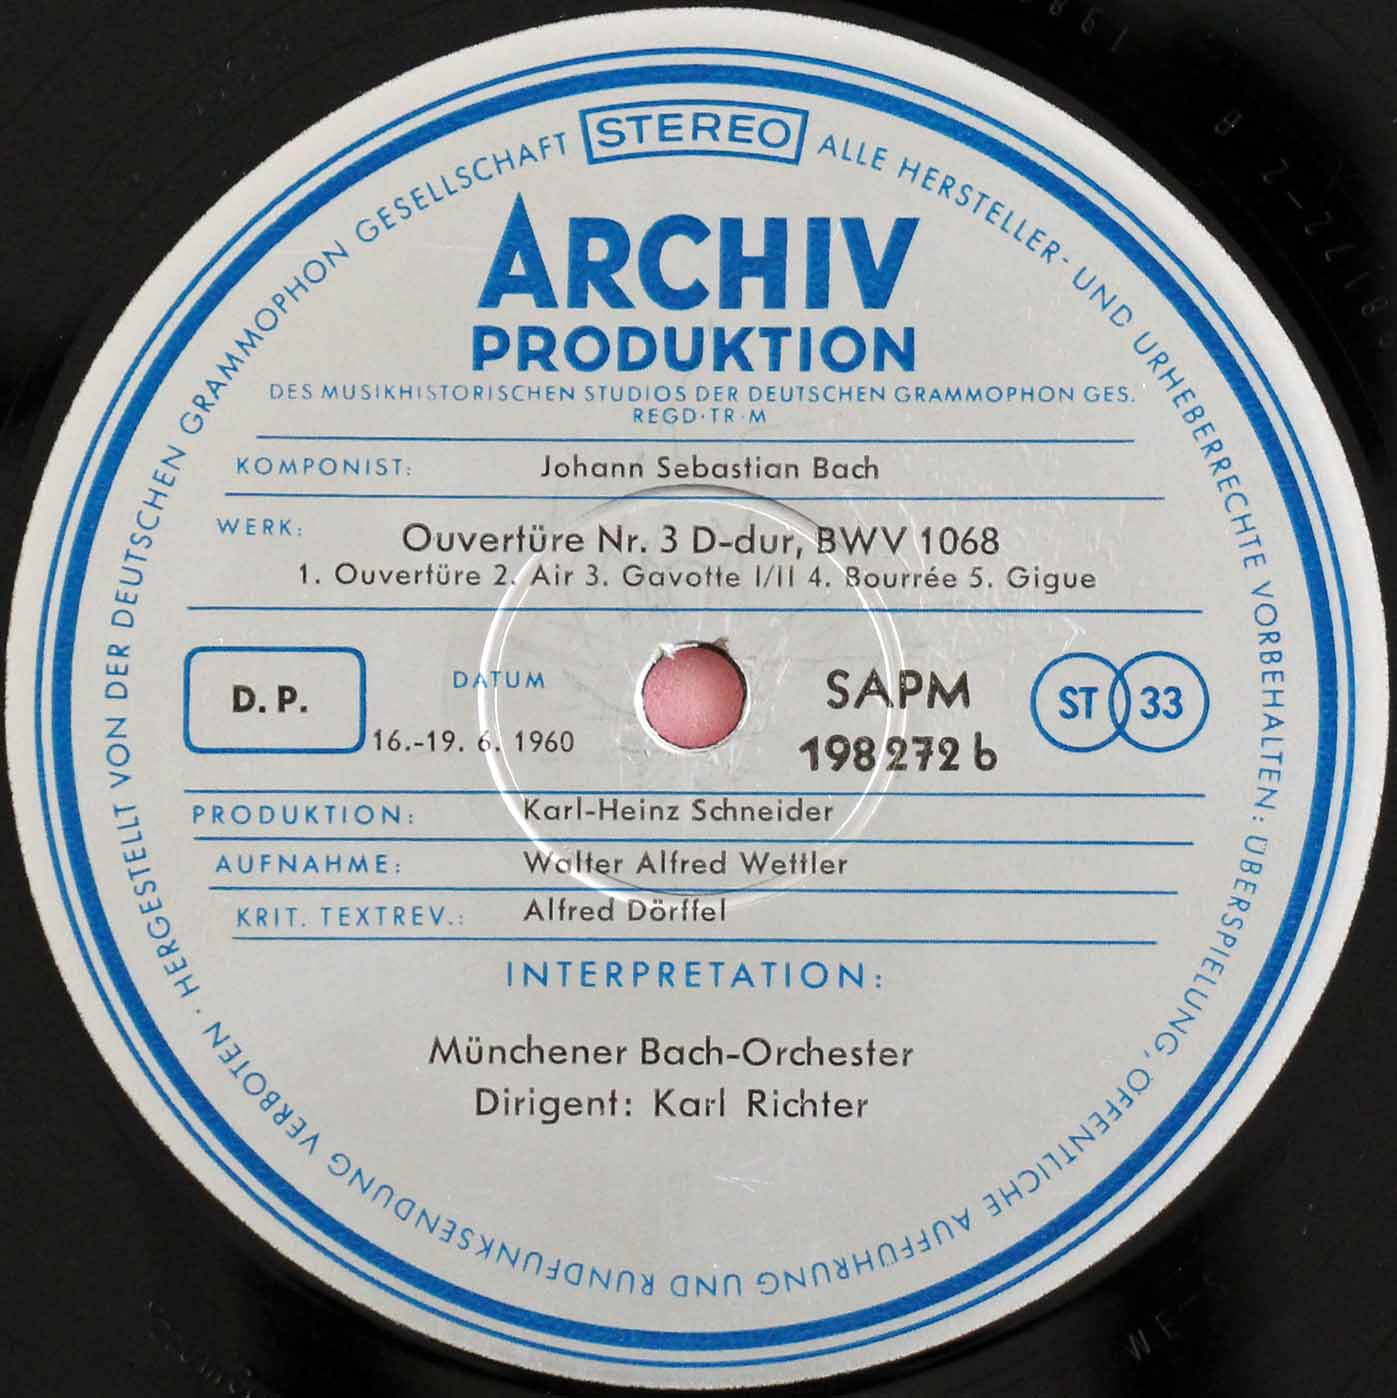 STEREO
HERGESTELLT VON DER DEUTSCHEN GRAMMOPHON GESELLSCHAFT
ALLE HERSTELLER- UND URHEBERRECHTE VORBEHALTEN: ÜBERSPIELUNG, ÖFFENTLICHE AUFFÜHRUNG UND RUNDFUNKSENDUNG VERBOTEN ·
ARCHIV
PRODUKTION
DES MUSIKHISTORISCHEN STUDIOS DER DEUTSCHEN GRAMMOPHON GES.
REGD·TR·M
KOMPONIST: Johann Sebastian Bach
WERK: Ouvertüre Nr. 3 D-dur, BWV 1068
1. Ouvertüre 2. Air 3. Gavotte I/II 4. Bourrée 5. Gigue
D. P.
DATUM
16.-19. 6. 1960
SAPM
198 272 b
ST 33
PRODUKTION: Karl-Heinz Schneider
AUFNAHME: Walter Alfred Wettler
KRIT. TEXTREV.: Alfred Dörffel
INTERPRETATION:
Münchener Bach-Orchester
Dirigent: Karl Richter